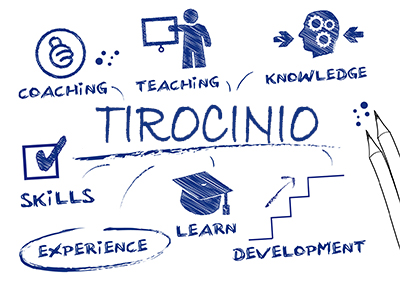 COACHING
TEACHING
KNOWLEDGE
TIROCINIO
SKILLS
LEARN
EXPERIENCE
DEVELOPMENT